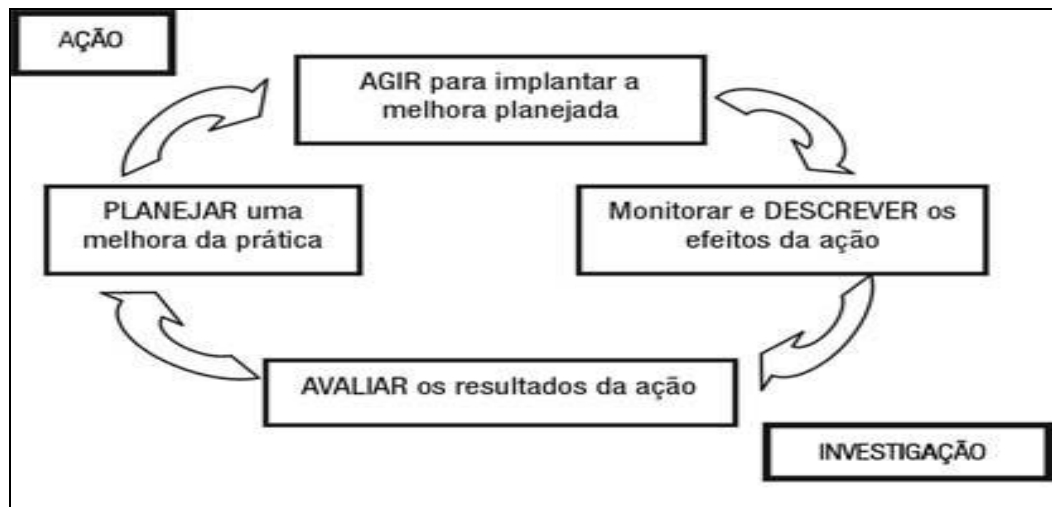 AÇÃO
AGIR para implantar a
melhora planejada
PLANEJAR uma
melhora da prática
Monitorar e DESCREVER os
efeitos da ação
AVALIAR os resultados da ação
INVESTIGAÇÃO